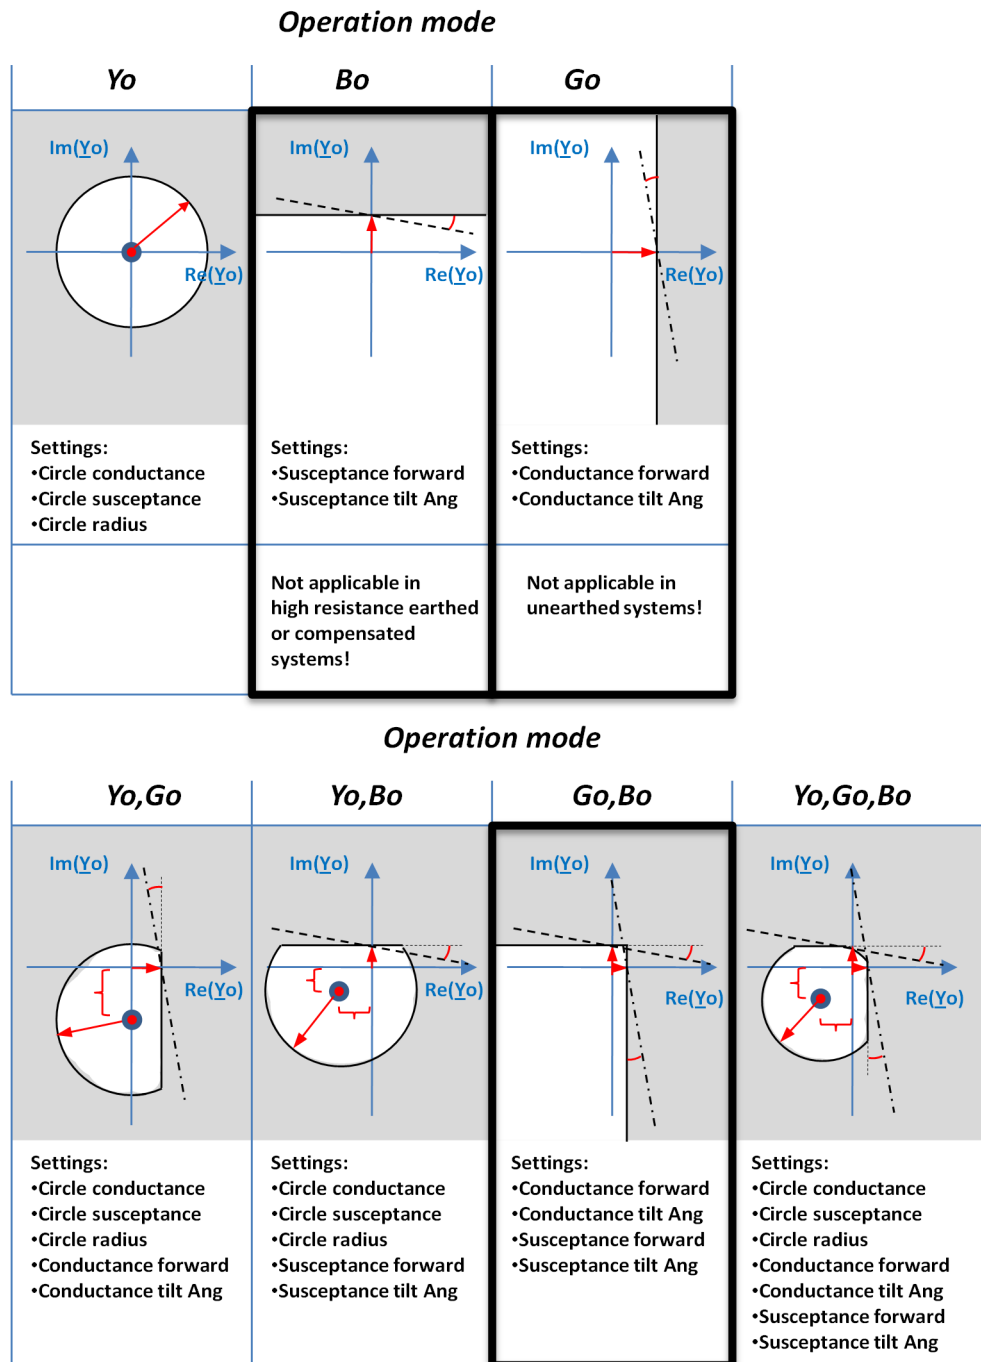 Operation mode
Yo
Bo
Go
Im(Yo)
Re(Yo)
Im(Yo)
Re(Yo)
Im(Yo)
Re(Yo)
Settings:
•Circle conductance
•Circle susceptance
•Circle radius
Settings:
•Susceptance forward
•Susceptance tilt Ang
Settings:
•Conductance forward
•Conductance tilt Ang
Not applicable in
high resistance earthed
or compensated
systems!
Not applicable in
unearthed systems!
Operation mode
Yo,Go
Yo,Bo
Go,Bo
Yo,Go,Bo
Im(Yo)
Re(Yo)
Im(Yo)
Re(Yo)
Im(Yo)
Re(Yo)
Im(Yo)
Re(Yo)
Settings:
•Circle conductance
•Circle susceptance
•Circle radius
•Conductance forward
•Conductance tilt Ang
Settings:
•Circle conductance
•Circle susceptance
•Circle radius
•Susceptance forward
•Susceptance tilt Ang
Settings:
•Conductance forward
•Conductance tilt Ang
•Susceptance forward
•Susceptance tilt Ang
Settings:
•Circle conductance
•Circle susceptance
•Circle radius
•Conductance forward
•Conductance tilt Ang
•Susceptance forward
•Susceptance tilt Ang